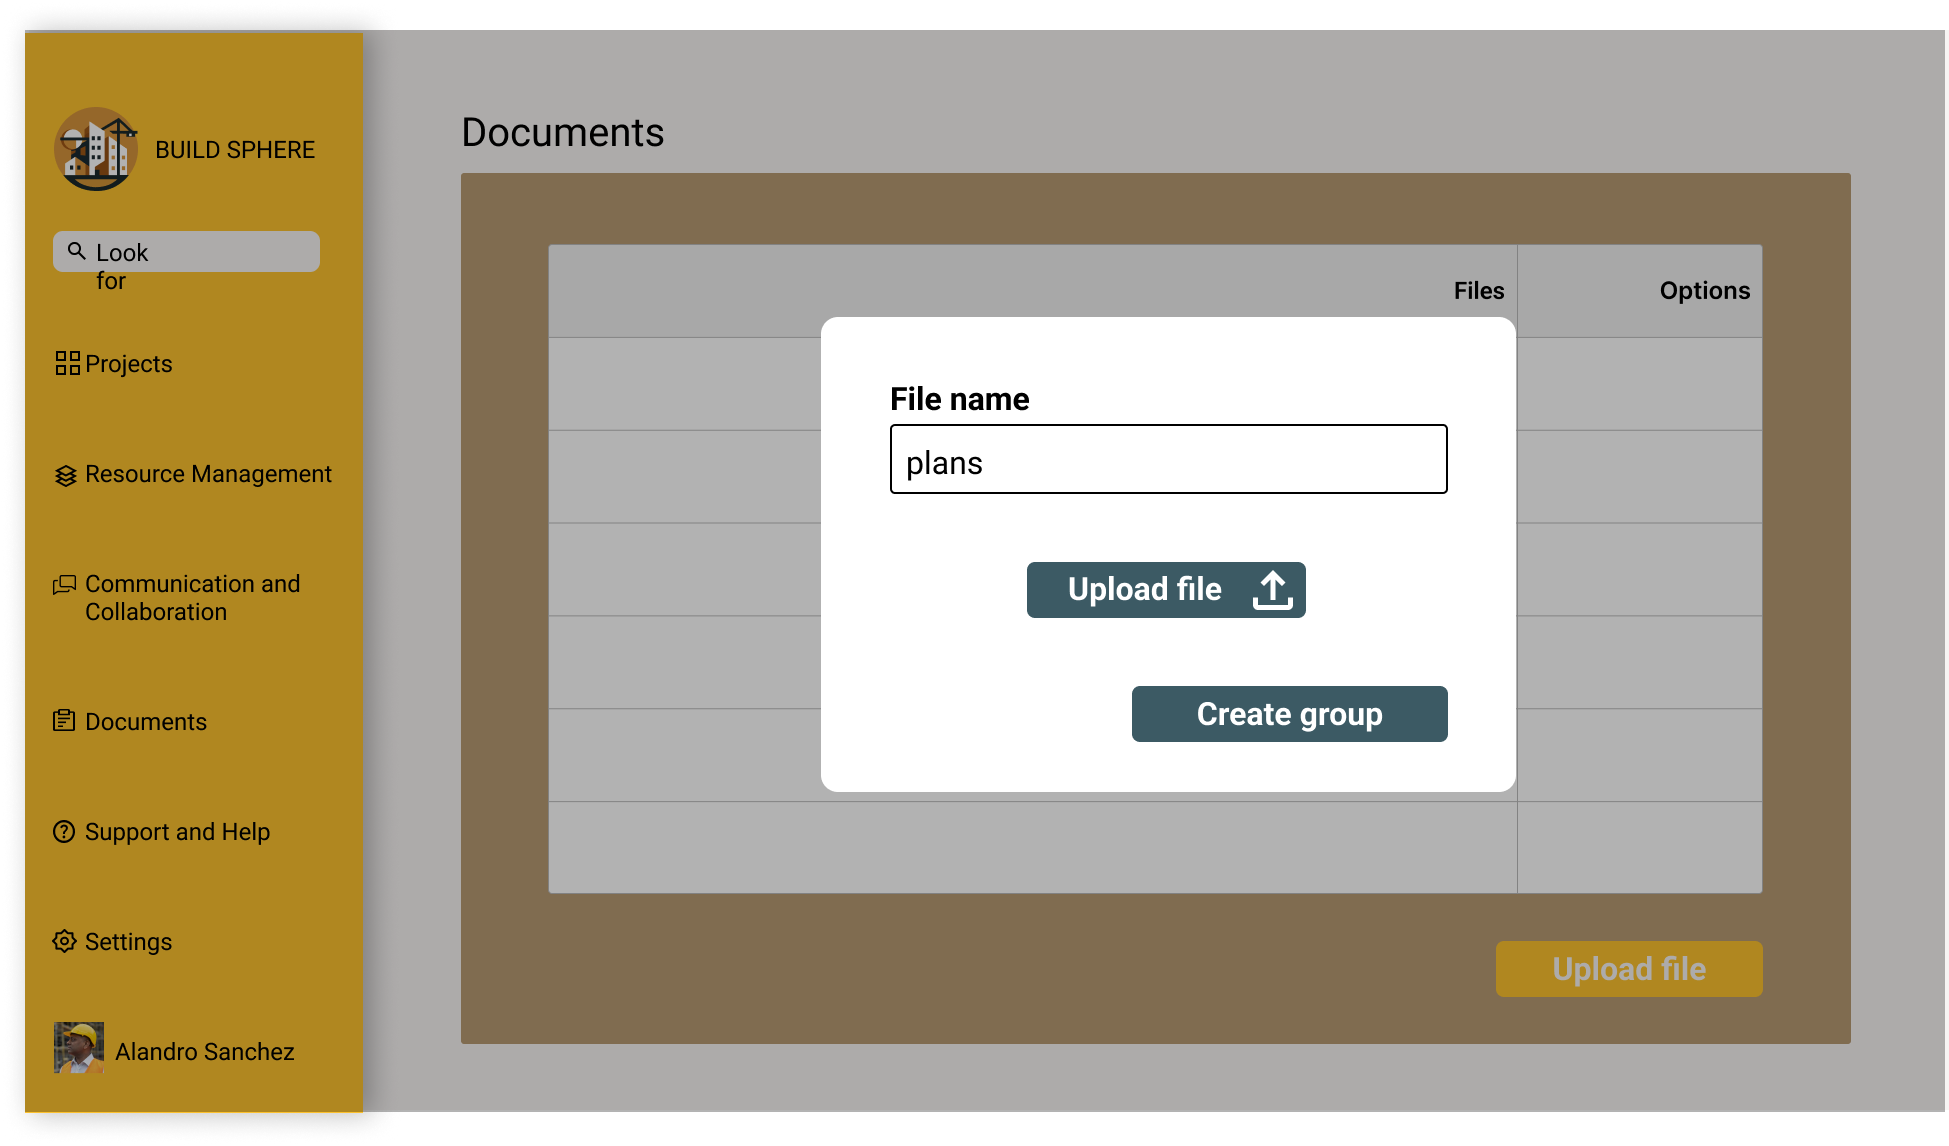 BUILD SPHERE
Look
for
Projects
Resource Management
Communication and
Collaboration
Documents
Support and Help
Settings
Alandro Sanchez
Documents
Files
Options
File name
plans
Upload file
Create group
Upload file